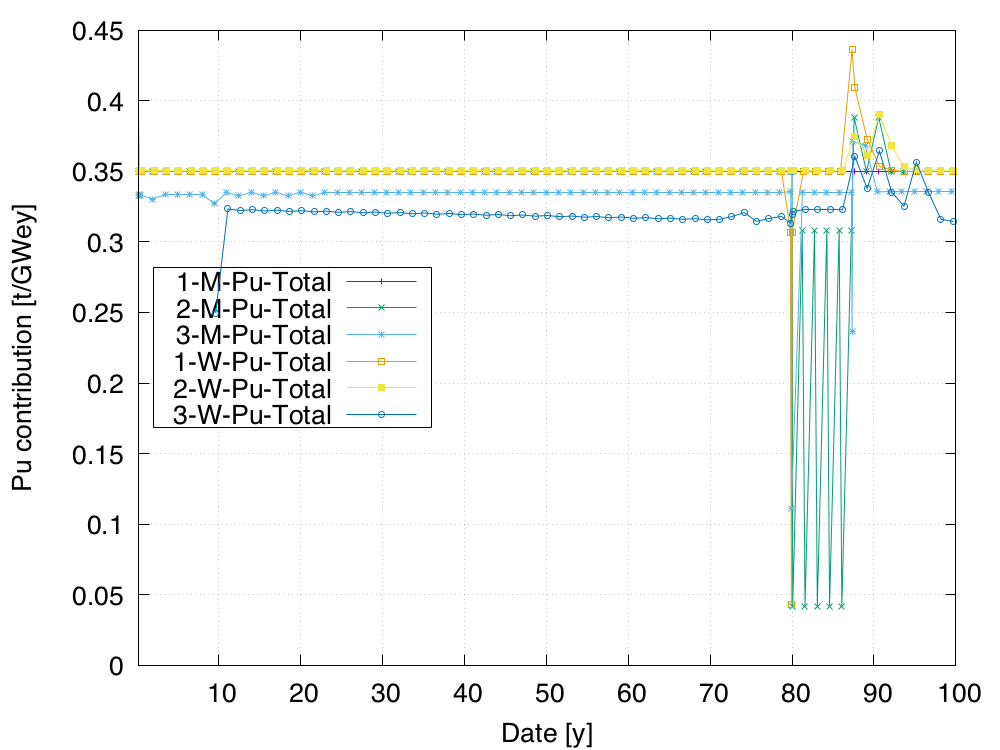 0.45
0.4
0.35
0.3
0.25
0.2
0.15
0.1
0.05
0
Pu contribution [t/GWey]
1-M-Pu-Total
2-M-Pu-Total
3-M-Pu-Total
1-W-Pu-Total
2-W-Pu-Total
3-W-Pu-Total
10 20 30 40 50 60 70 80 90 100
Date [y]